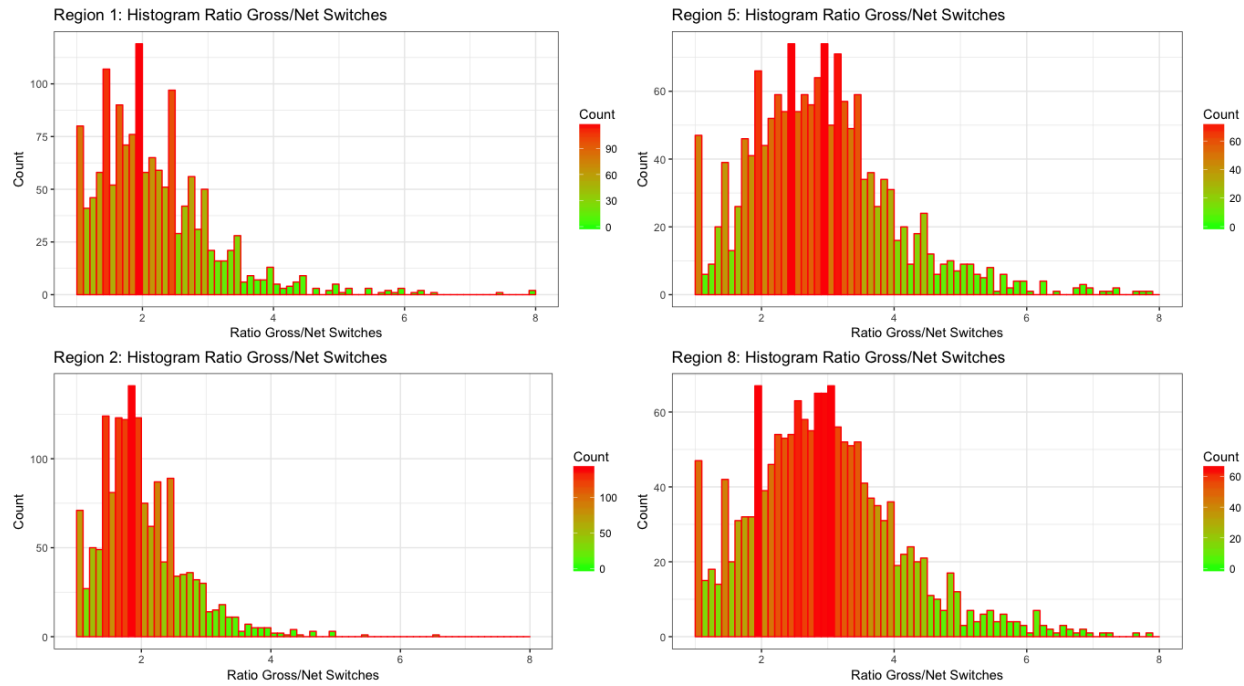 Region 1: Histogram Ratio Gross/Net Switches
Count
100
75
50
25
0
2
4
6
8
Ratio Gross/Net Switches
Count
90
60
30
0
Region 5: Histogram Ratio Gross/Net Switches
Count
60
40
20
0
2
4
6
8
Ratio Gross/Net Switches
Count
60
40
20
0
Region 2: Histogram Ratio Gross/Net Switches
Count
100
50
0
2
4
6
8
Ratio Gross/Net Switches
Count
100
50
0
Region 8: Histogram Ratio Gross/Net Switches
Count
60
40
20
0
2
4
6
8
Ratio Gross/Net Switches
Count
60
40
20
0